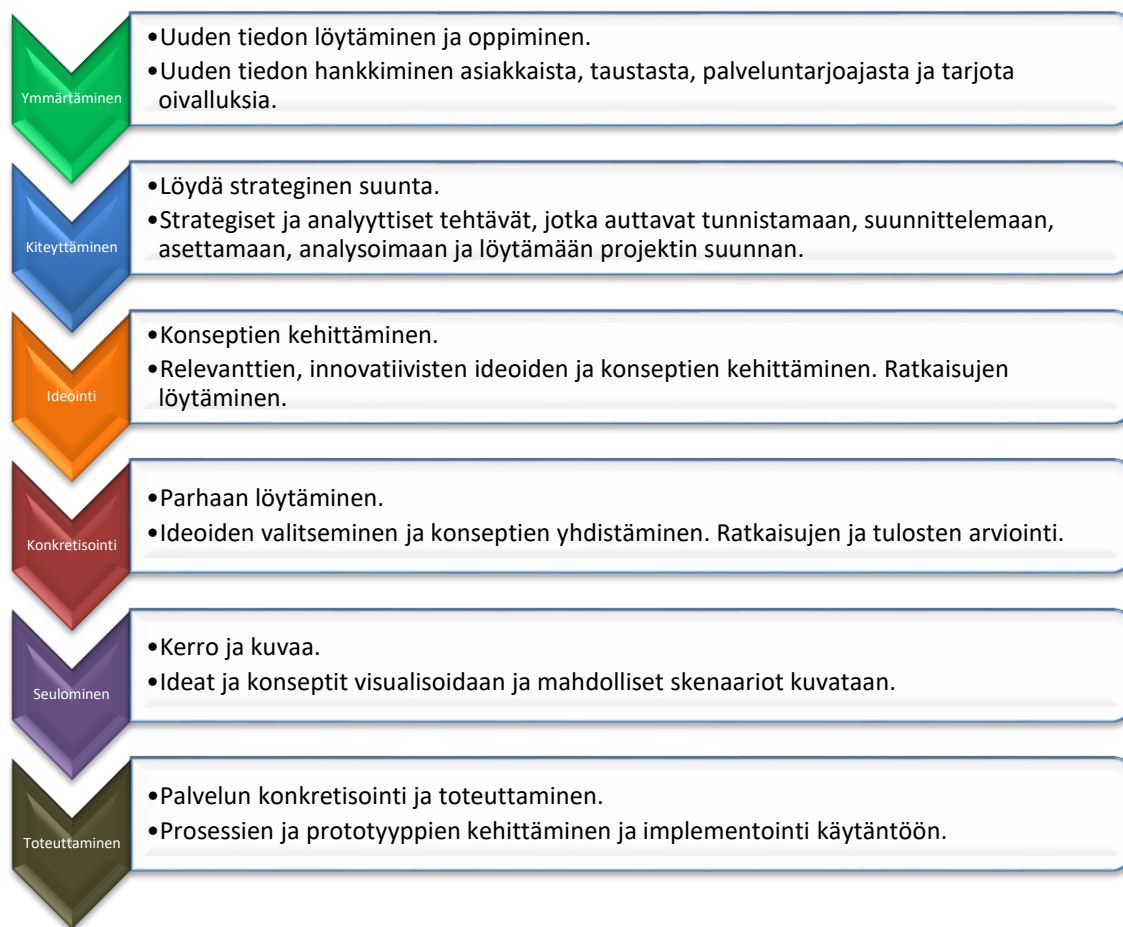 Ymmärtäminen
•Uuden tiedon löytäminen ja oppiminen.
•Uuden tiedon hankkiminen asiakkaista, taustasta, palveluntarjoajasta ja tarjota
oivalluksia.
Kiteyttäminen
•Löydä strateginen suunta.
•Strategiset ja analyyttiset tehtävät, jotka auttavat tunnistamaan, suunnittelemaan,
asettamaan, analysoimaan ja löytämään projektin suunnan.
Ideointi
•Konseptien kehittäminen.
•Relevanttien, innovatiivisten ideoiden ja konseptien kehittäminen. Ratkaisujen
löytäminen.
Konkretisointi
•Parhaan löytäminen.
•Ideoiden valitseminen ja konseptien yhdistäminen. Ratkaisujen ja tulosten arviointi.
Seulominen
•Kerro ja kuvaa.
•Ideat ja konseptit visualisoidaan ja mahdolliset skenaariot kuvataan.
Toteuttaminen
•Palvelun konkretisointi ja toteuttaminen.
•Prosessien ja prototyyppien kehittäminen ja implementointi käytäntöön.